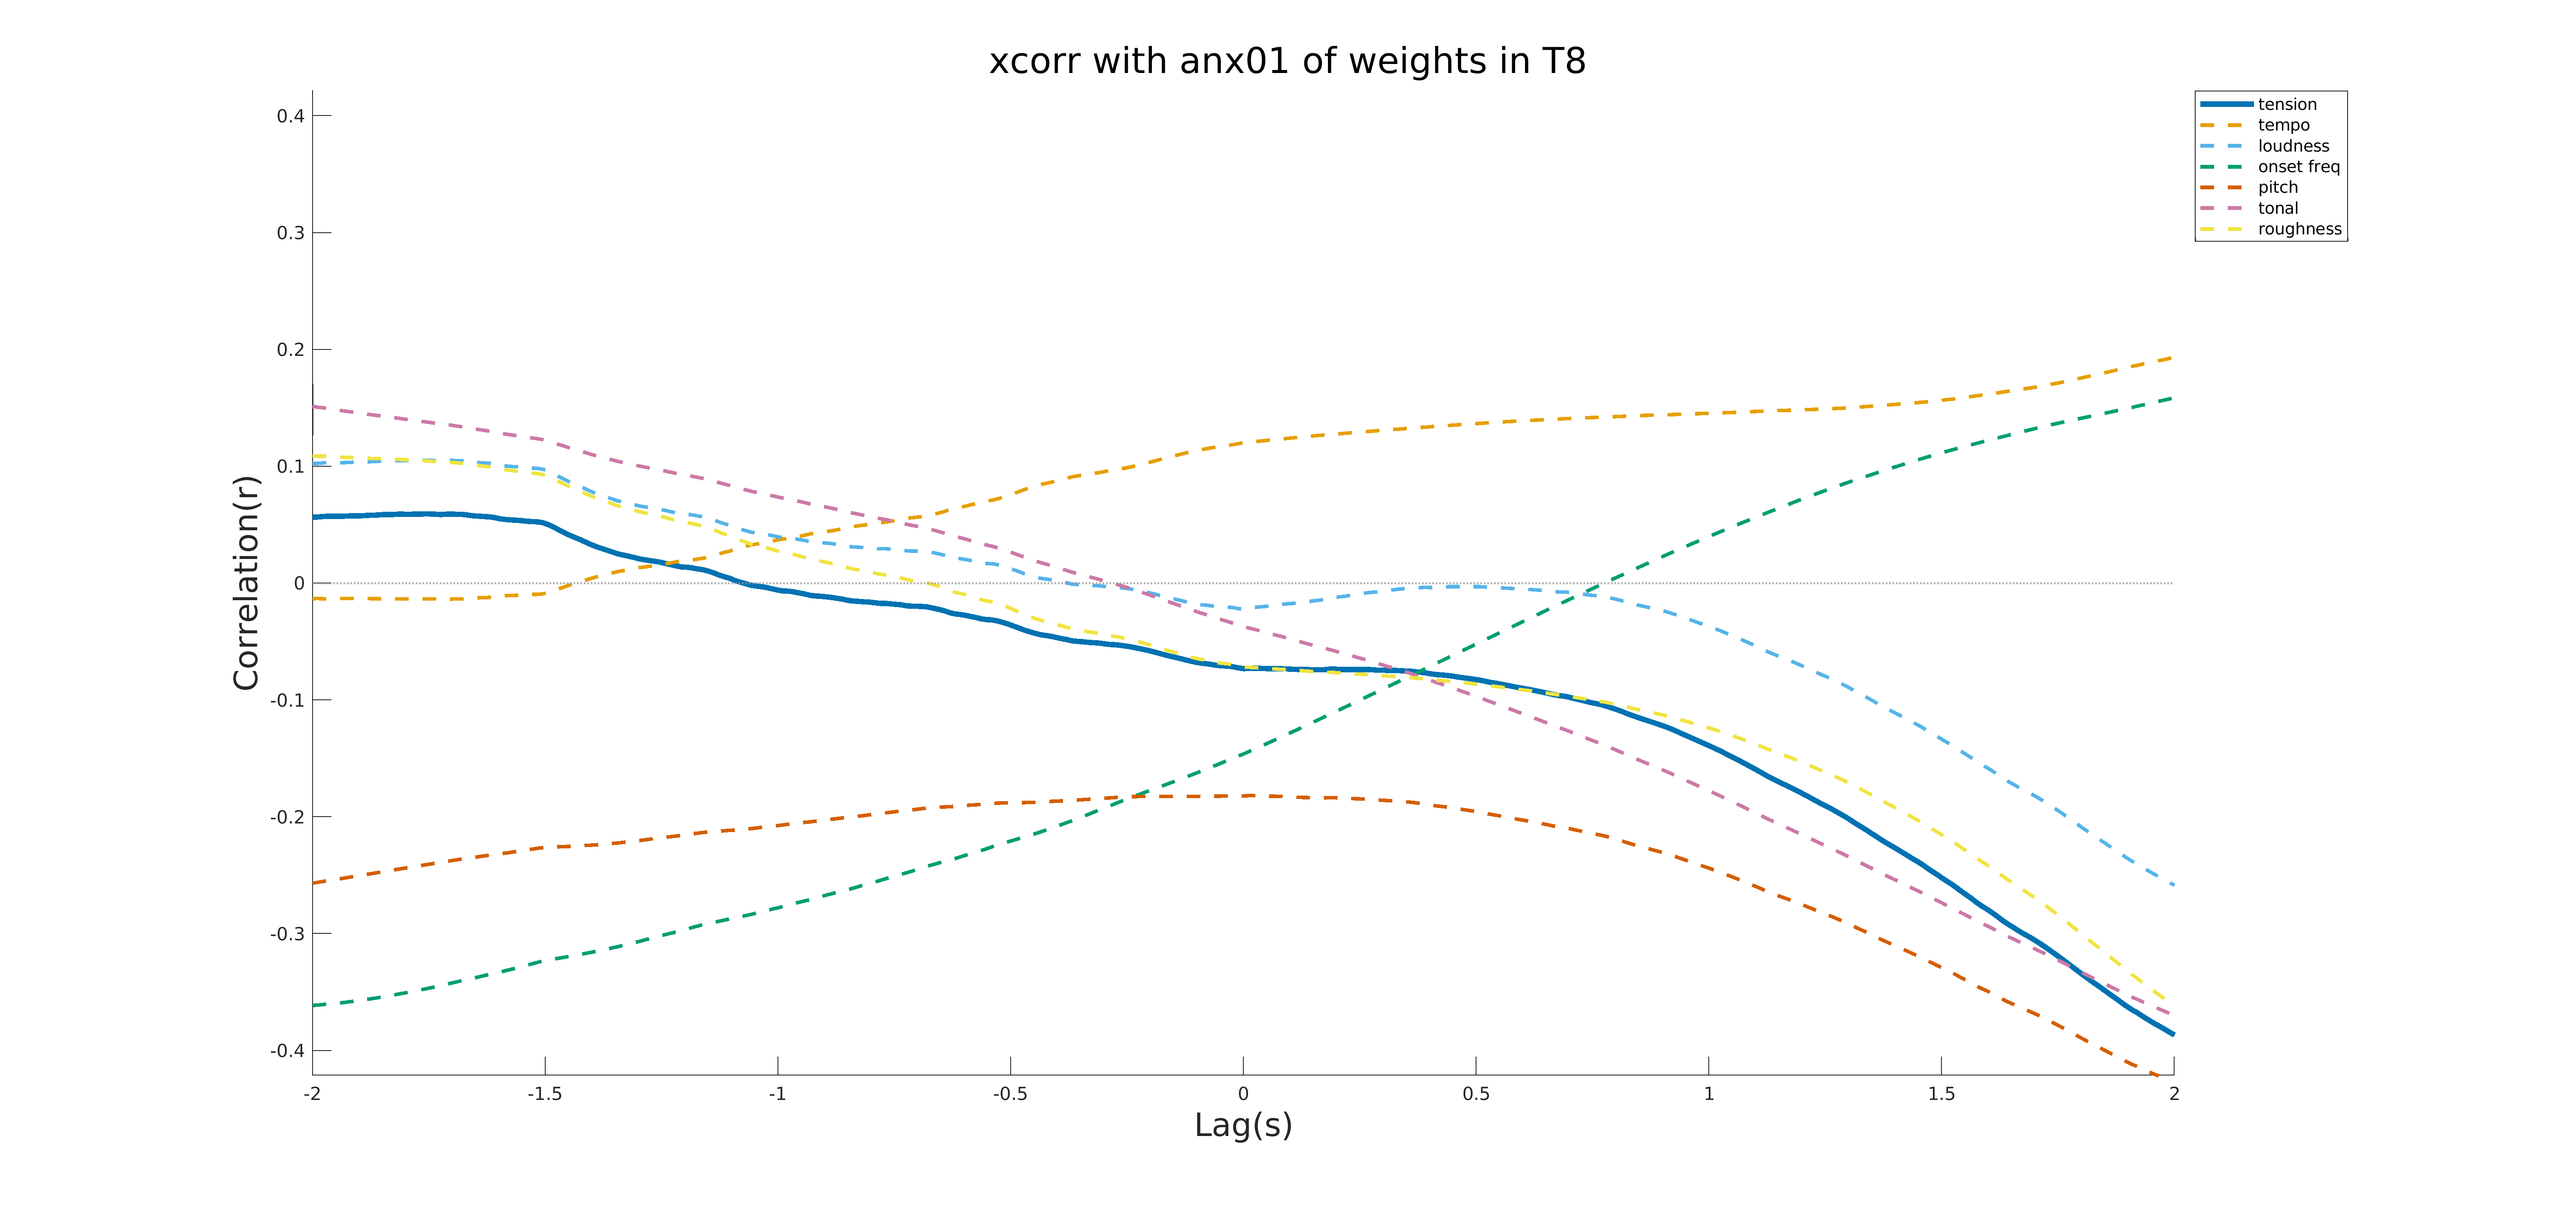 xcorr with anx01 of weights in T8
tension
tempo
loudness
onset freq
pitch
tonal
roughness
Correlation(r)
0.4
0.3
0.2
0.1
0
-0.1
-0.2
-0.3
-0.4
-2 -1.5 -1 -0.5 0 0.5 1 1.5 2
Lag(s)